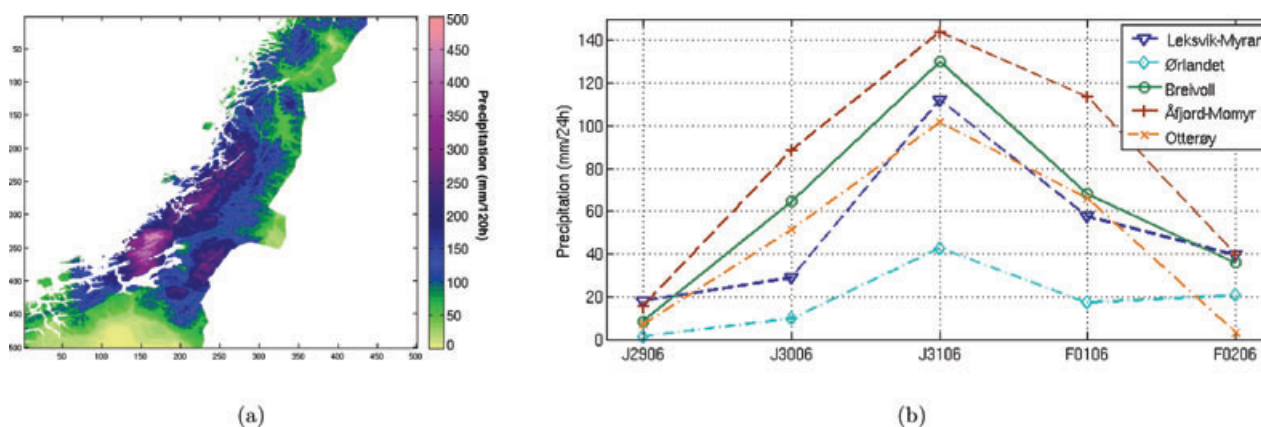 50
100
150
200
250
300
350
400
450
500
50 100 150 200 250 300 350 400 450 500
500
450
400
350
300
250
200
150
100
50
0
Precipitation (mm/120h)
(a)
Precipitation (mm/24h)
140
120
100
80
60
40
20
0
J2906 J3006 J3106 F0106 F0206
Leksvik-Myran
Ørlandet
Breivoll
Åfjord-Momyr
Otterøy
(b)